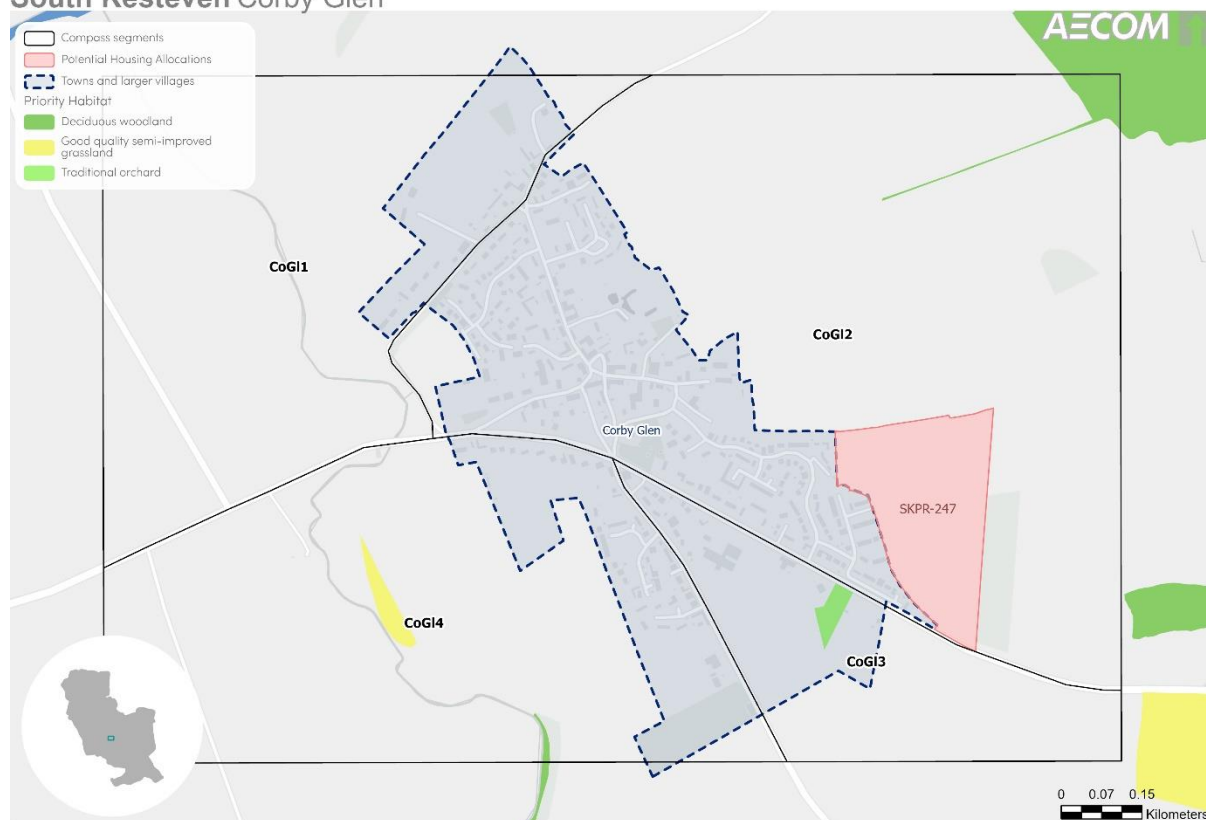 South Kesteven Corby Glen
AECOM
Compass segments
Potential Housing Allocations
Towns and larger villages
Priority Habitat
Deciduous woodland
Good quality semi-improved
grassland
Traditional orchard
CoGl1
CoGl2
Corby Glen
SKPR-247
CoGl4
CoGl3
0 0.07 0.15
Kilometers